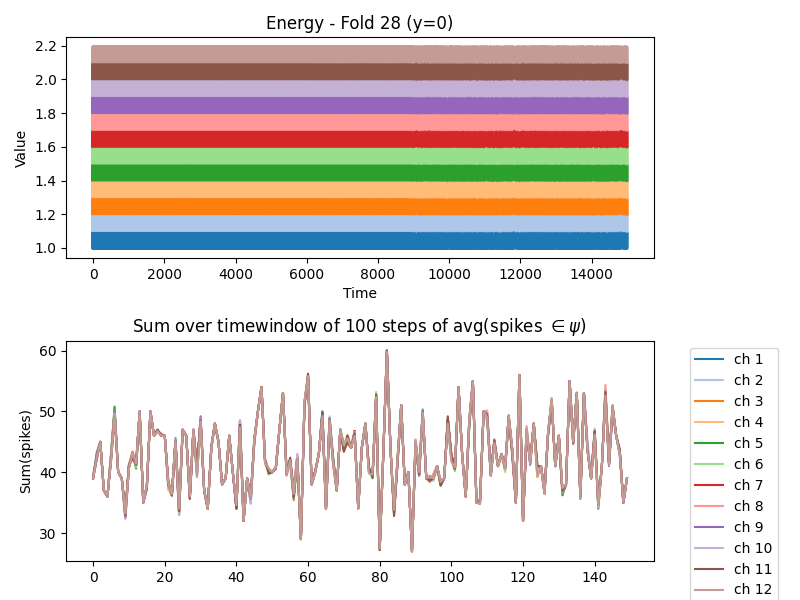 Energy - Fold 28 (y=0)
Value
2.2
2.0
1.8
1.6
1.4
1.2
1.0
0 2000 4000 6000 8000 10000 12000 14000
Time
Sum over timewindow of 100 steps of avg(spikes ∈ ψ)
Sum(spikes)
60
50
40
30
0 20 40 60 80 100 120 140
ch 1
ch 2
ch 3
ch 4
ch 5
ch 6
ch 7
ch 8
ch 9
ch 10
ch 11
ch 12